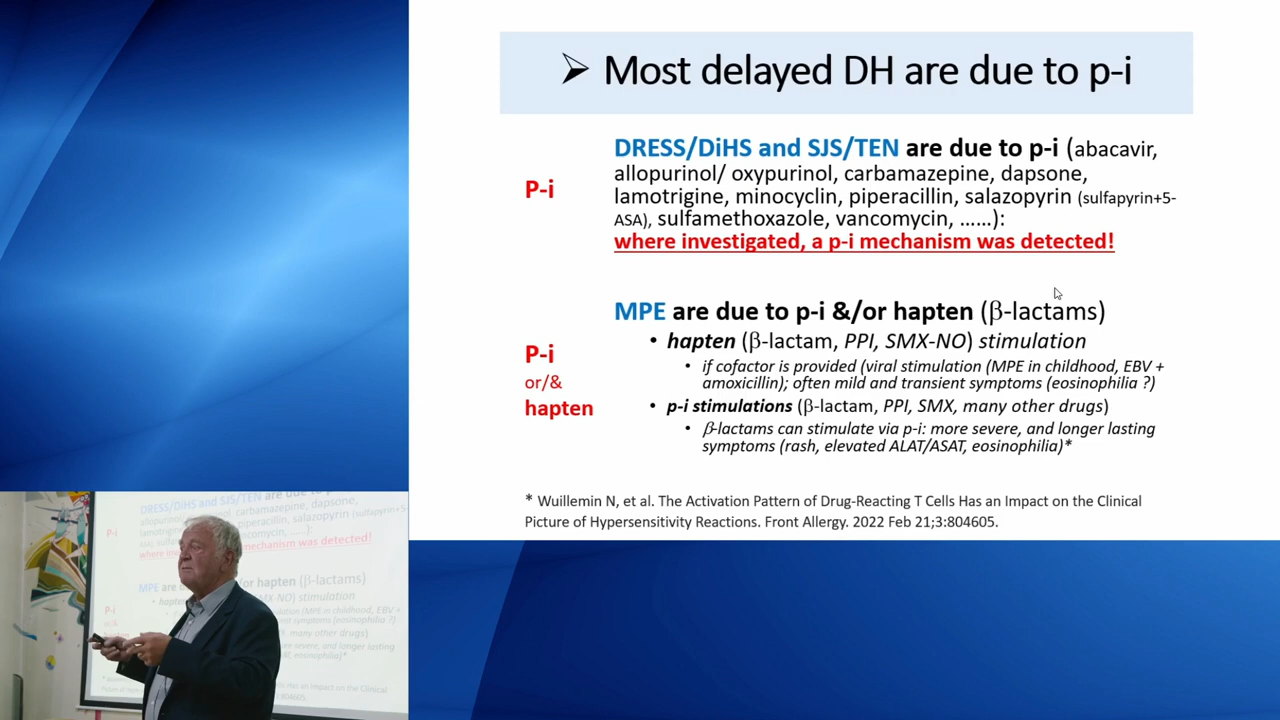 ➢ Most delayed DH are due to p-i
P-i
DRESS/DiHS and SJS/TEN are due to p-i (abacavir,
allopurinol/ oxypurinol, carbamazepine, dapsone,
lamotrigine, minocyclin, piperacillin, salazopyrin (sulfapyrin+5-
ASA), sulfamethoxazole, vancomycin, ......):
where investigated, a p-i mechanism was detected!
P-i
or/&
hapten
MPE are due to p-i &/or hapten (β-lactams)
• hapten (β-lactam, PPI, SMX-NO) stimulation
• if cofactor is provided (viral stimulation (MPE in childhood, EBV +
amoxicillin); often mild and transient symptoms (eosinophilia ?)
• p-i stimulations (β-lactam, PPI, SMX, many other drugs)
• β-lactams can stimulate via p-i: more severe, and longer lasting
symptoms (rash, elevated ALAT/ASAT, eosinophilia)*
* Wuillemin N, et al. The Activation Pattern of Drug-Reacting T Cells Has an Impact on the Clinical
Picture of Hypersensitivity Reactions. Front Allergy. 2022 Feb 21;3:804605.